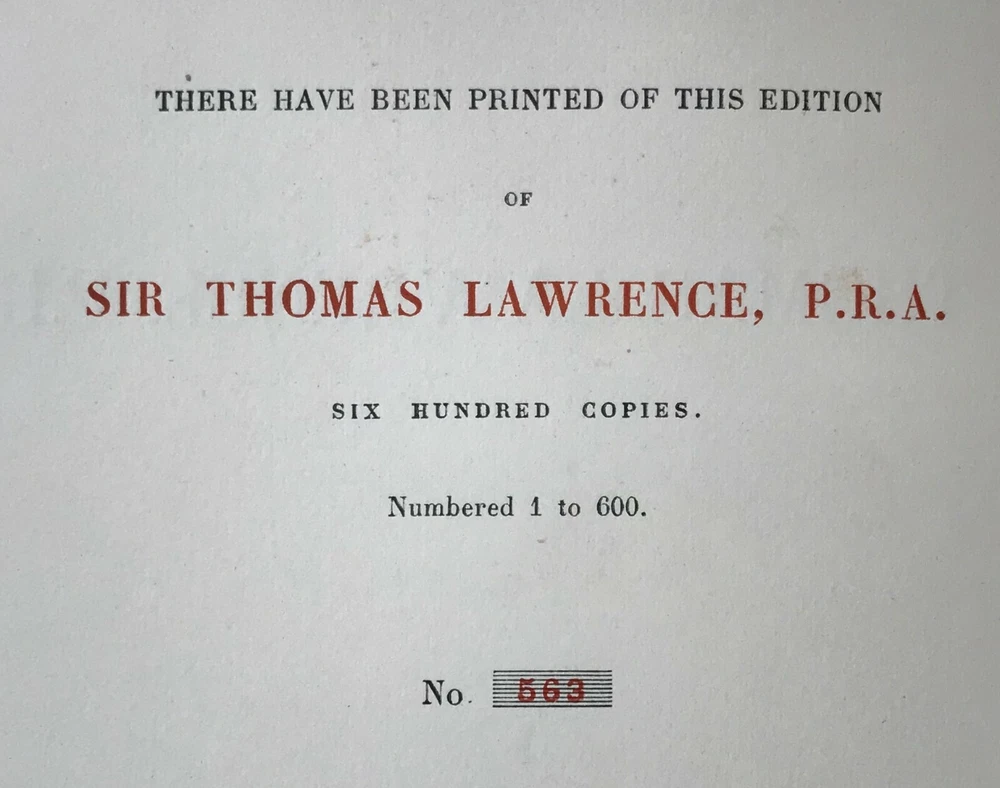 THERE HAVE BEEN PRINTED OF THIS EDITION
OF
SIR THOMAS LAWRENCE, P.R.A.
SIX HUNDRED COPIES.
Numbered 1 to 600.
No. 563